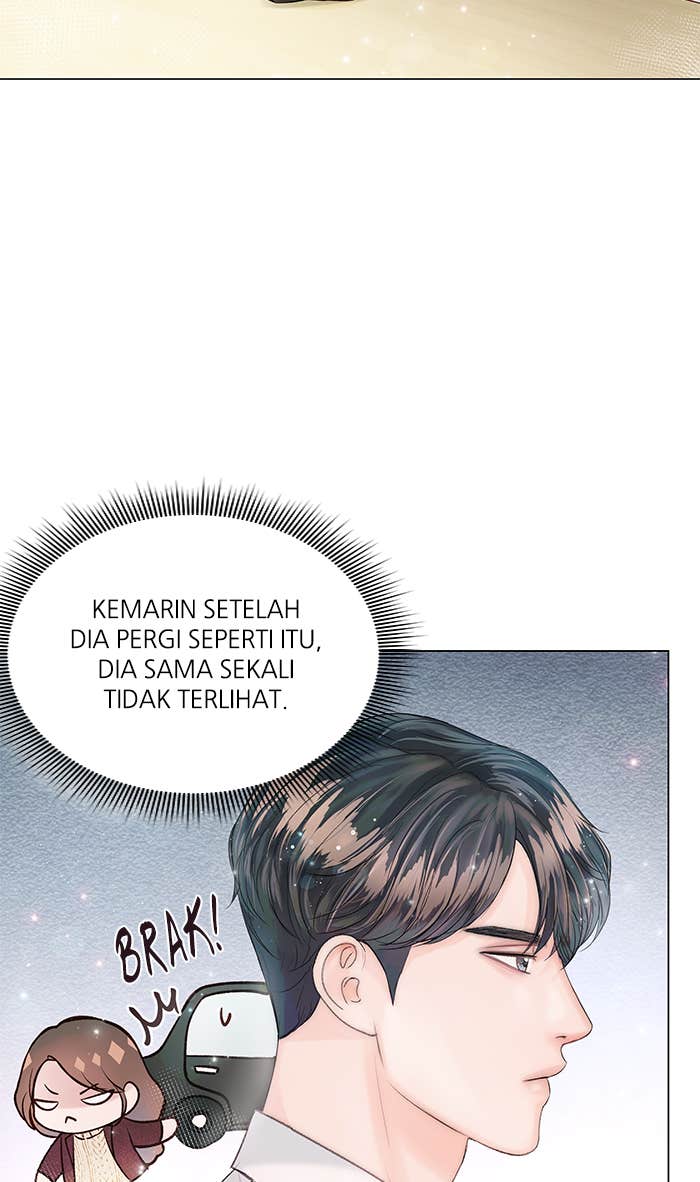 KEMARIN SETELAH
DIA PERGI SEPERTI ITU,
DIA SAMA SEKALI
TIDAK TERLIHAT.
BRAK!